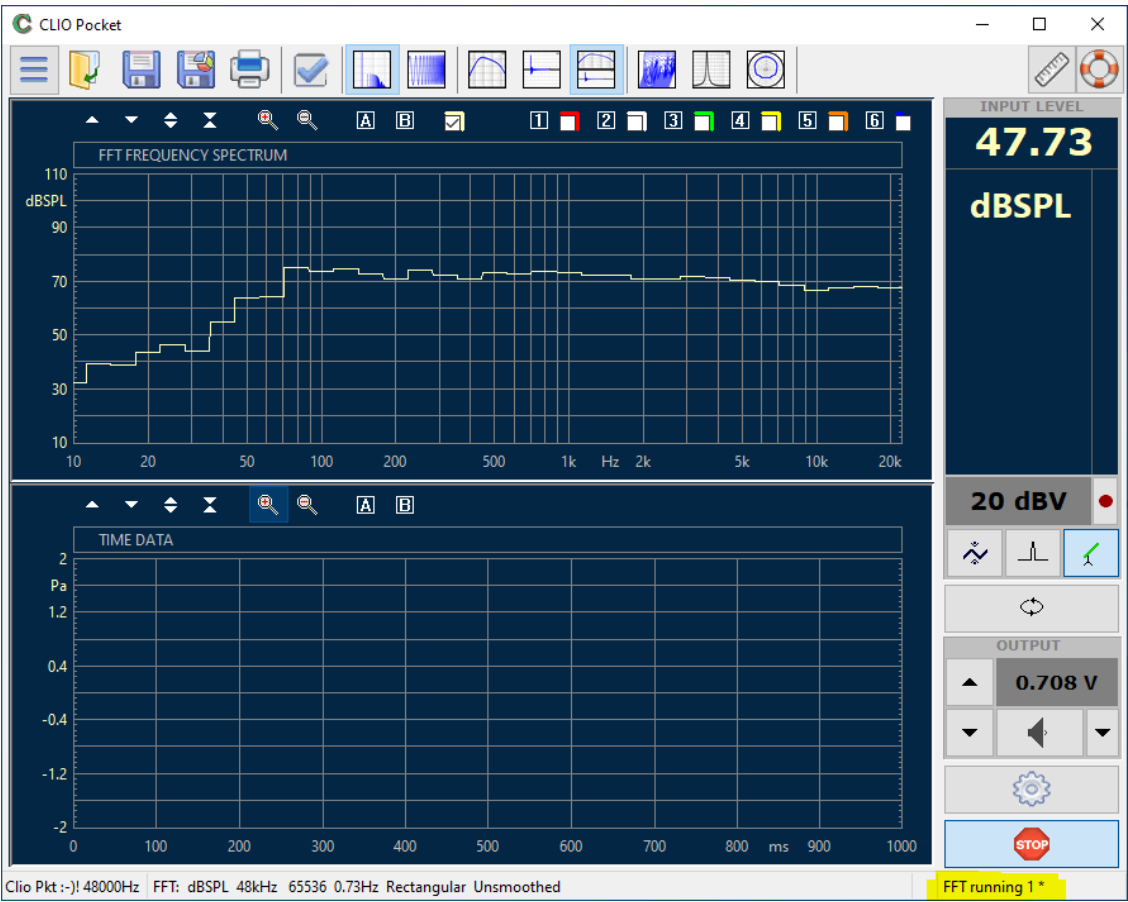 CLIO Pocket
INPUT LEVEL
47.73
dBSPL
A B 1 2 3 4 5 6
FFT FREQUENCY SPECTRUM
110
dBSPL
90
70
50
30
10
10 20 50 100 200 500 1k Hz 2k 5k 10k 20k
20 dBV
A B
TIME DATA
2
Pa
1.2
0.4
-0.4
-1.2
-2
0 100 200 300 400 500 600 700 800 ms 900 1000
OUTPUT
0.708 V
STOP
Clio Pkt :-)! 48000Hz FFT: dBSPL 48kHz 65536 0.73Hz Rectangular Unsmoothed FFT running 1 *